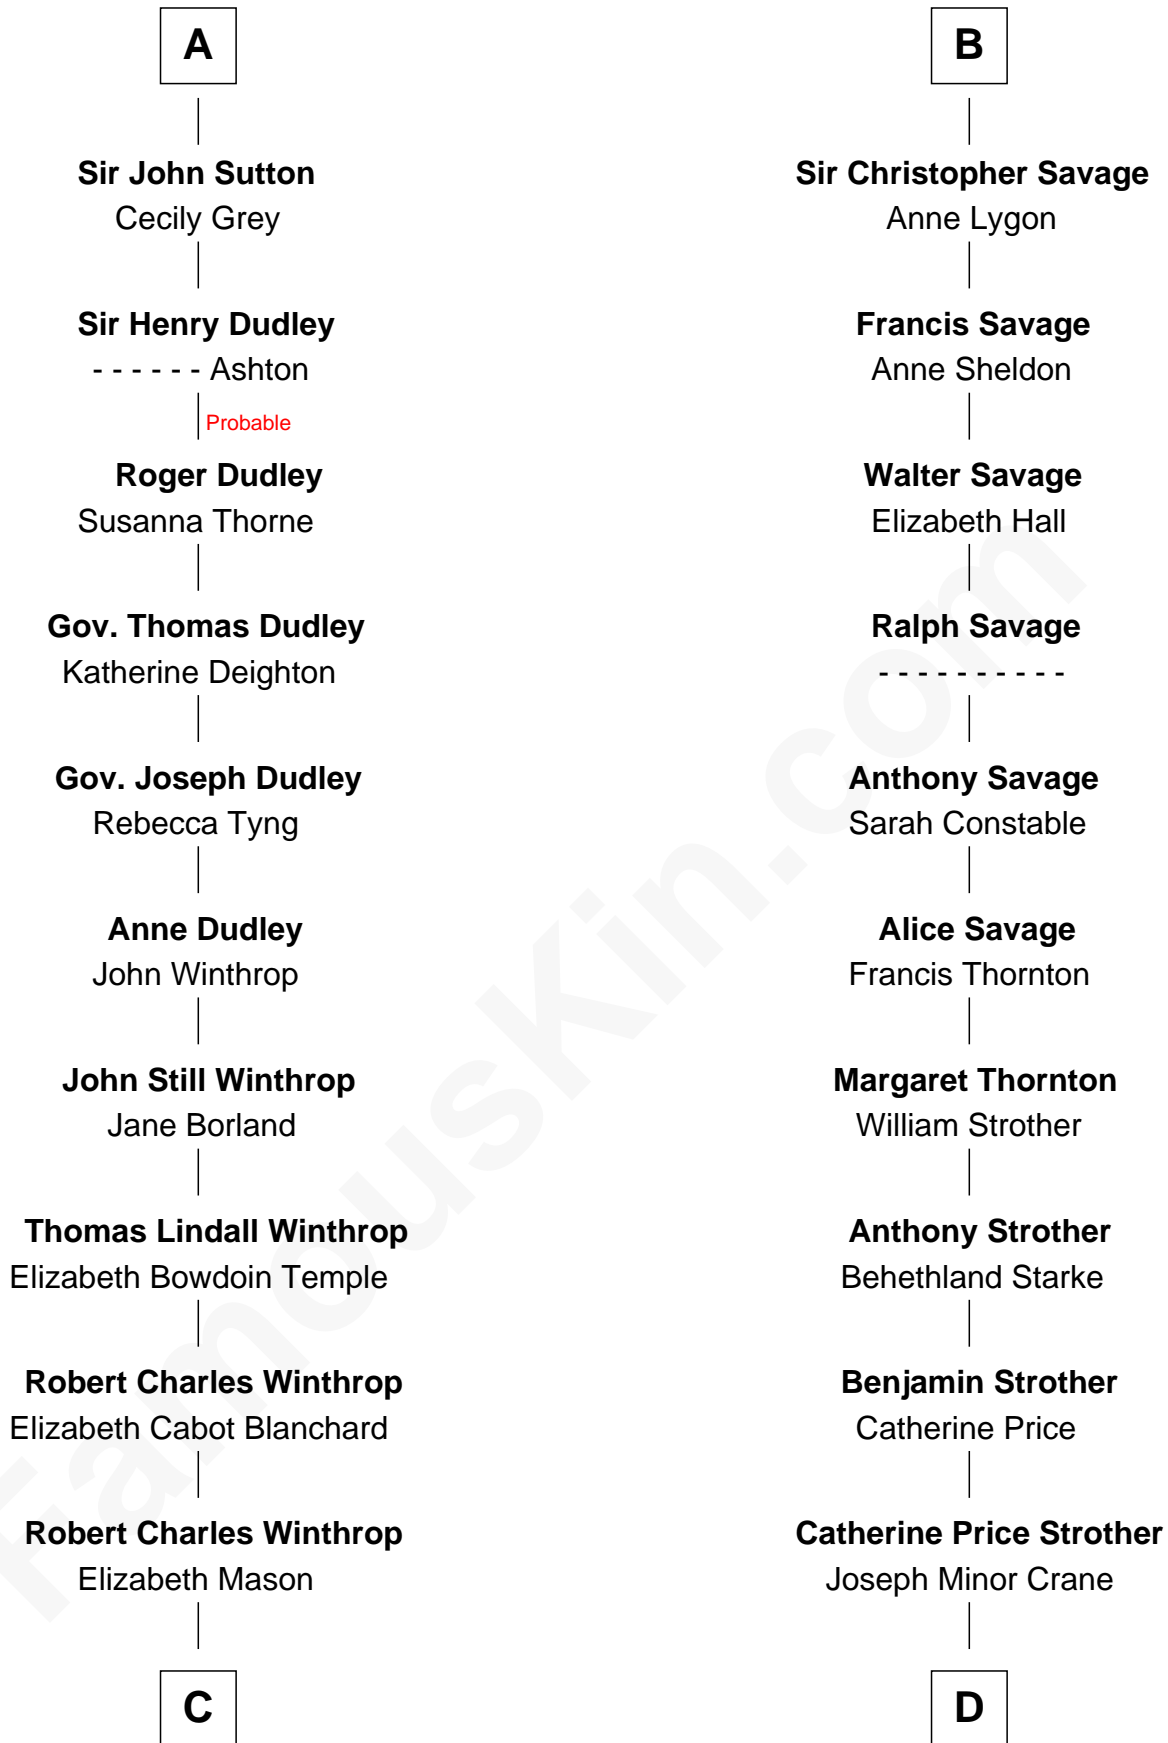 A
Sir John Sutton
Cecily Grey
Sir Henry Dudley
- - - - - - Ashton
Probable
Roger Dudley
Susanna Thorne
Gov. Thomas Dudley
Katherine Deighton
Gov. Joseph Dudley
Rebecca Tyng
Anne Dudley
John Winthrop
John Still Winthrop
Jane Borland
Thomas Lindall Winthrop
Elizabeth Bowdoin Temple
Robert Charles Winthrop
Elizabeth Cabot Blanchard
Robert Charles Winthrop
Elizabeth Mason
C
B
Sir Christopher Savage
Anne Lygon
Francis Savage
Anne Sheldon
Walter Savage
Elizabeth Hall
Ralph Savage
- - - - - - - - - -
Anthony Savage
Sarah Constable
Alice Savage
Francis Thornton
Margaret Thornton
William Strother
Anthony Strother
Behethland Starke
Benjamin Strother
Catherine Price
Catherine Price Strother
Joseph Minor Crane
D
FamousKin.com